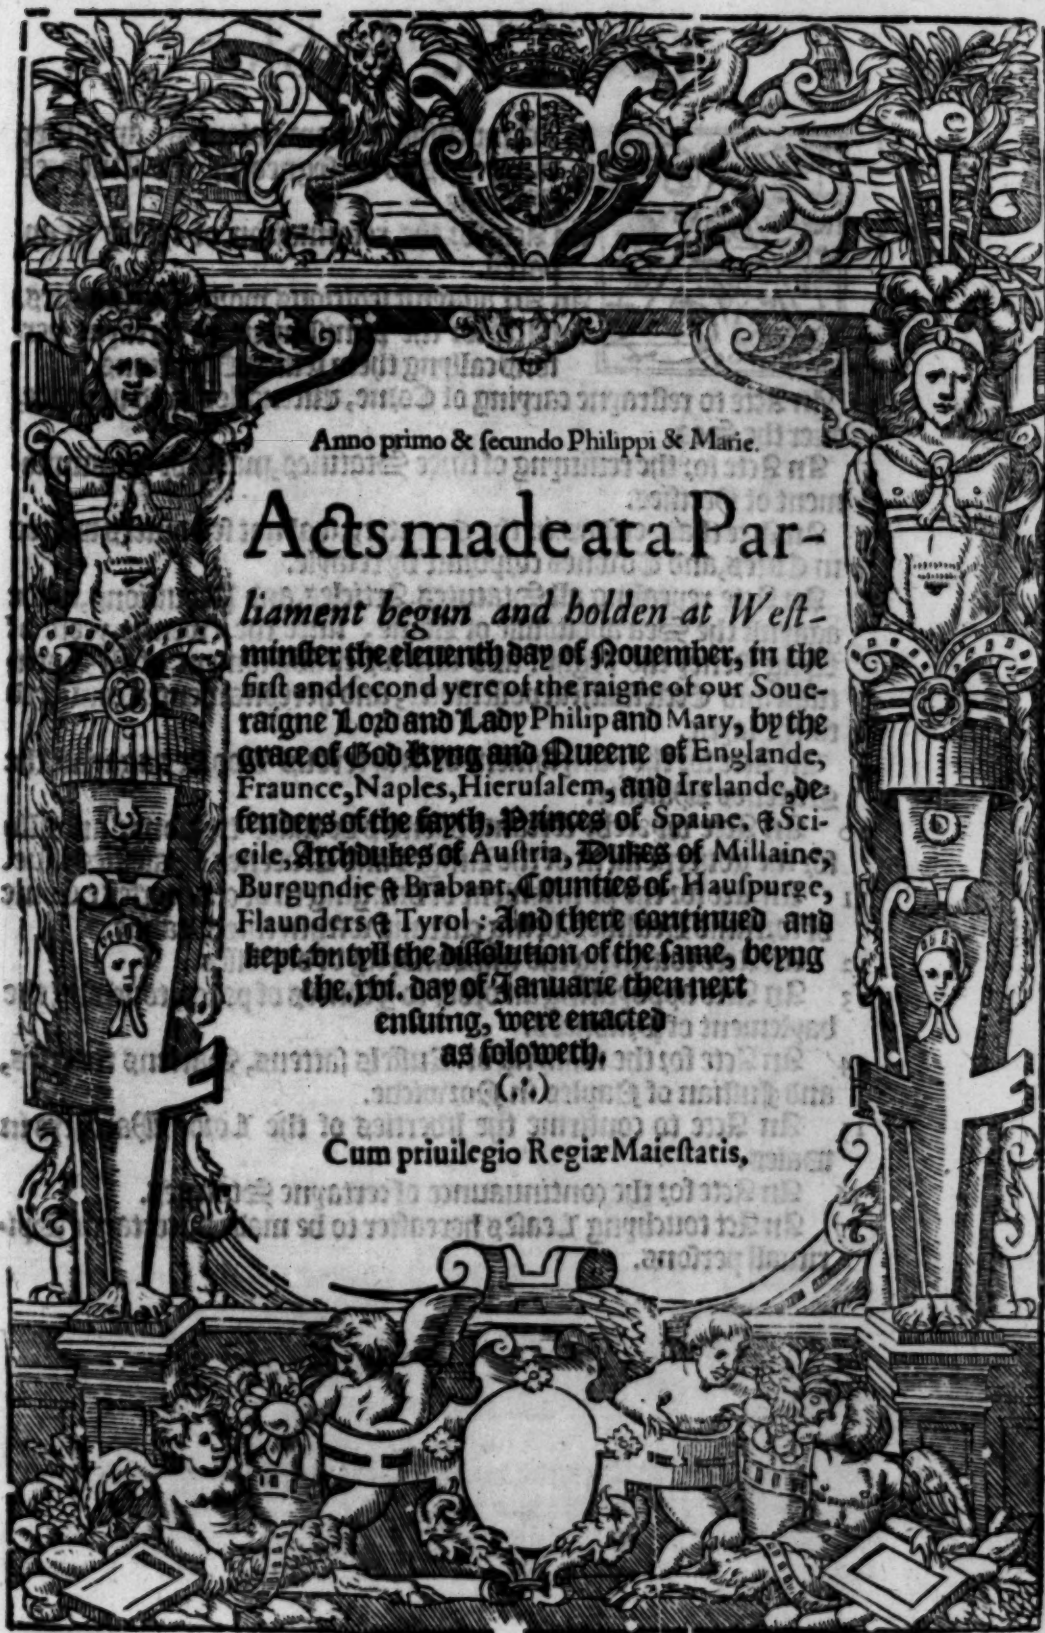 Anno primo & ſecundo Philippi & Marie.
Acts made at a Par-
liament begun and holden at Weſt-
minſter the eleuenth day of Nouember, in the
firſt and ſecond yere of the raigne of our Soue-
raigne Lord and Lady Philip and Mary, by the
grace of God Kyng and Queene of Englande,
Fraunce, Naples, Hieruſalem, and Irelande, de-
fenders of the fayth, Princes of Spaine, & Sci-
cile, Archdukes of Auſtria, Dukes of Millaine,
Burgundie & Brabant, Counties of Hauſpurge,
Flaunders & Tyrol: And there continued and
kept vntyll the diſſolution of the ſame, beyng
the .xvi. day of Januarie then next
enſuing, were enacted
as foloweth.
(∴)
Cum priuilegio Regiæ Maieſtatis.